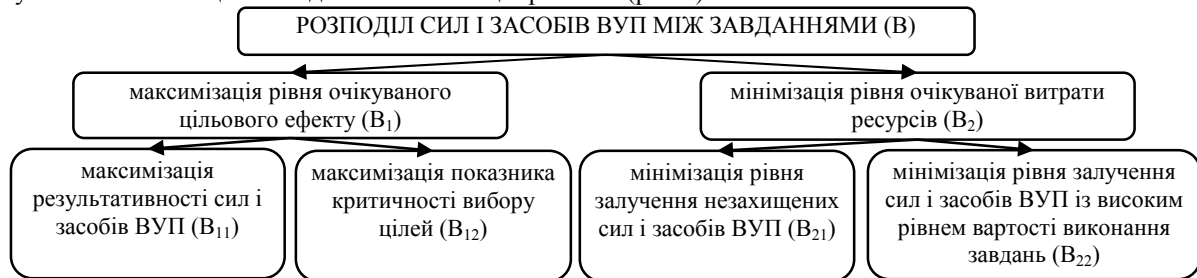 РОЗПОДІЛ СИЛ І ЗАСОБІВ ВУП МІЖ ЗАВДАННЯМИ (В)
максимізація рівня очікуваного
цільового ефекту (В₁)
мінімізація рівня очікуваної витрати
ресурсів (В₂)
максимізація
результативності сил і
засобів ВУП (В₁₁)
максимізація показника
критичності вибору
цілей (В₁₂)
мінімізація рівня
залучення незахищених
сил і засобів ВУП (В₂₁)
мінімізація рівня залучення
сил і засобів ВУП із високим
рівнем вартості виконання
завдань (В₂₂)